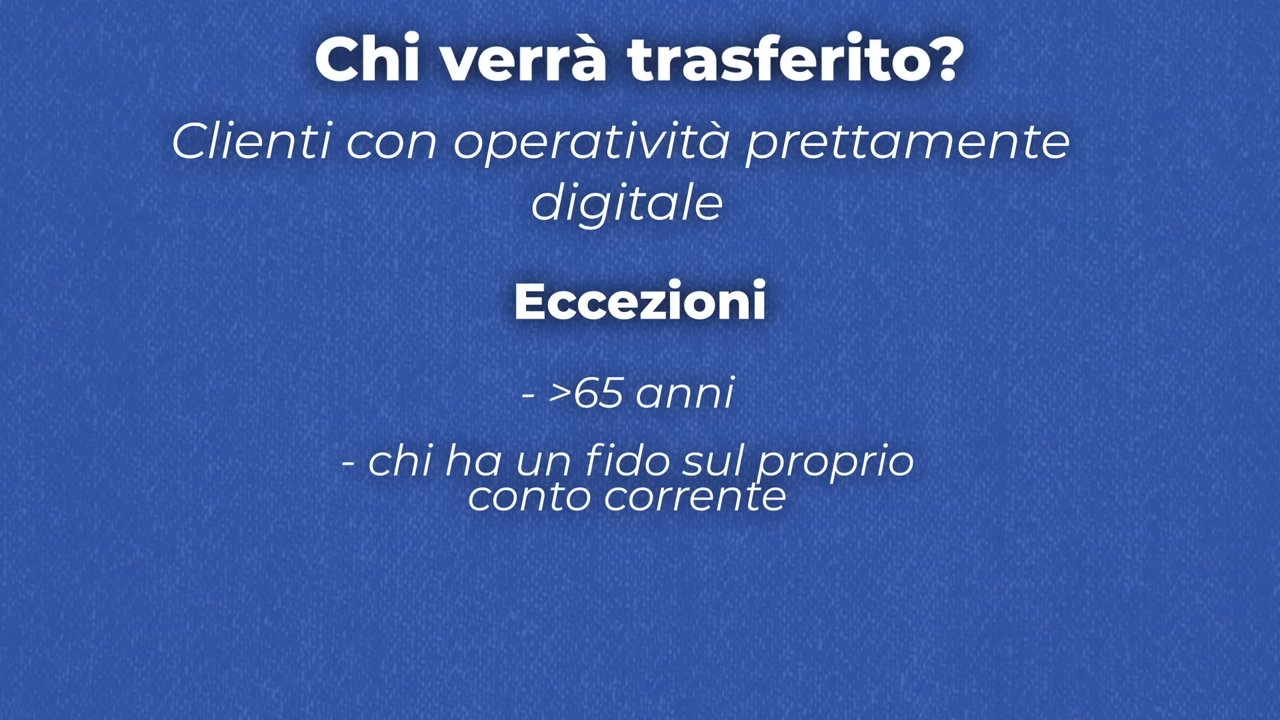 Chi verrà trasferito?
Clienti con operatività prettamente
digitale
Eccezioni
- >65 anni
- chi ha un fido sul proprio
conto corrente